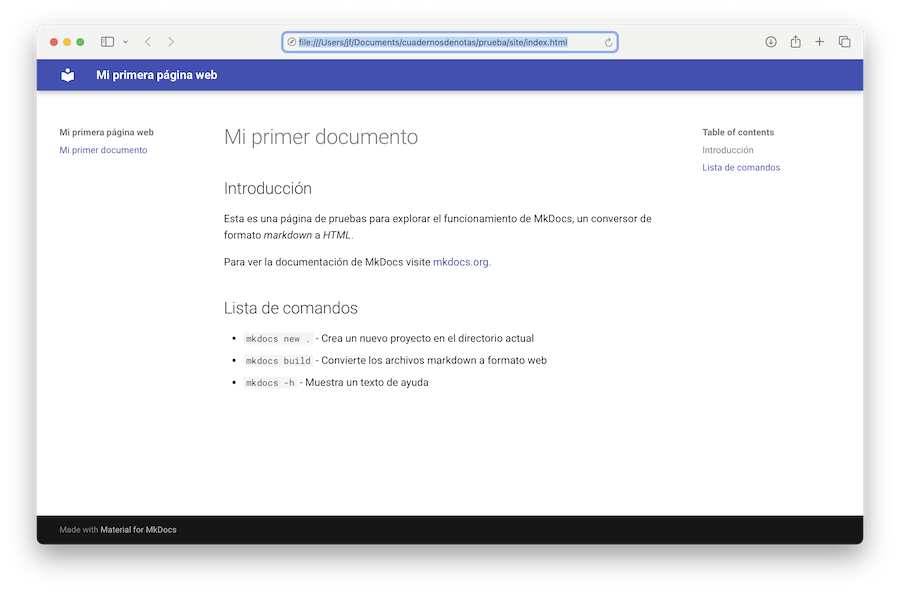 file:///Users/jf/Documents/cuadernosdenotas/prueba/site/index.html
Mi primera página web
Mi primera página web
Mi primer documento
Mi primer documento
Introducción
Esta es una página de pruebas para explorar el funcionamiento de MkDocs, un conversor de
formato markdown a HTML.
Para ver la documentación de MkDocs visite mkdocs.org.
Lista de comandos
mkdocs new . - Crea un nuevo proyecto en el directorio actual
mkdocs build - Convierte los archivos markdown a formato web
mkdocs -h - Muestra un texto de ayuda
Table of contents
Introducción
Lista de comandos
Made with Material for MkDocs